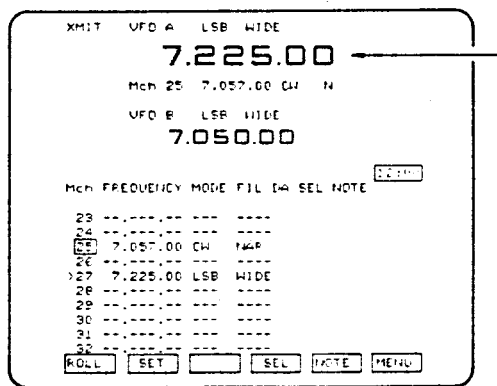 XMIT VFO A LSB WIDE
7.225.00
Mch 25 7.057.00 CW N
VFO B LSB WIDE
7.050.00
Mch FREQUENCY MODE FIL DA SEL NOTE
23 --.---.-- --- ----
24 --.---.-- --- ----
25 7.057.00 CW NAR
26 --.---.-- --- ----
>27 7.225.00 LSB WIDE
28 --.---.-- --- ----
29 --.---.-- --- ----
30 --.---.-- --- ----
31 --.---.-- --- ----
32 --.---.-- --- ----
ROLL SET SEL NOTE MENU